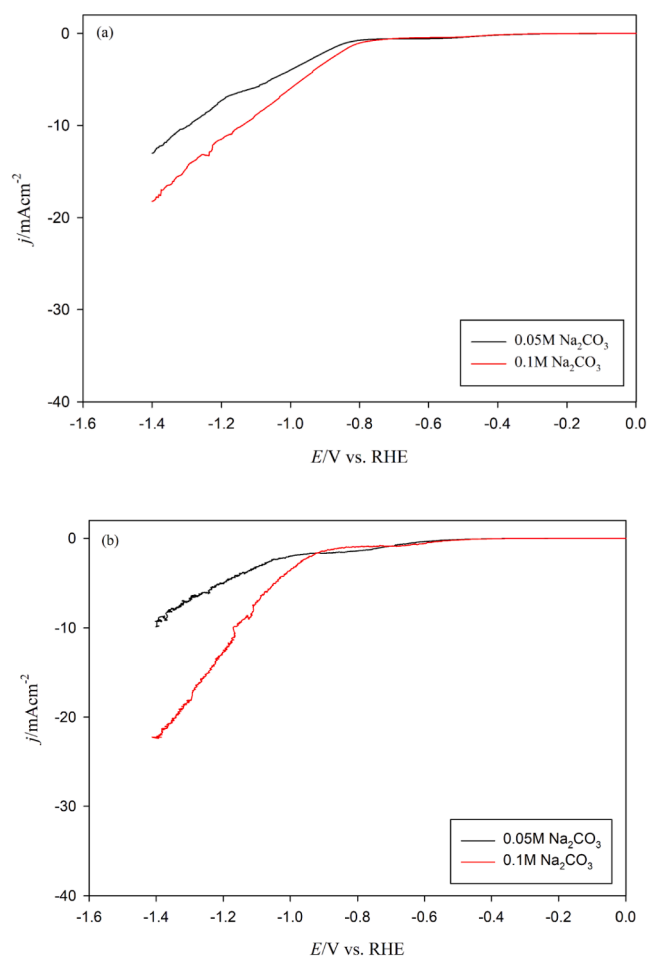 (a)
0
-10
-20
-30
-40
j/mAcm⁻²
0.05M Na₂CO₃
0.1M Na₂CO₃
-1.6 -1.4 -1.2 -1.0 -0.8 -0.6 -0.4 -0.2 0.0
E/V vs. RHE
(b)
0
-10
-20
-30
-40
j/mAcm⁻²
0.05M Na₂CO₃
0.1M Na₂CO₃
-1.6 -1.4 -1.2 -1.0 -0.8 -0.6 -0.4 -0.2 0.0
E/V vs. RHE